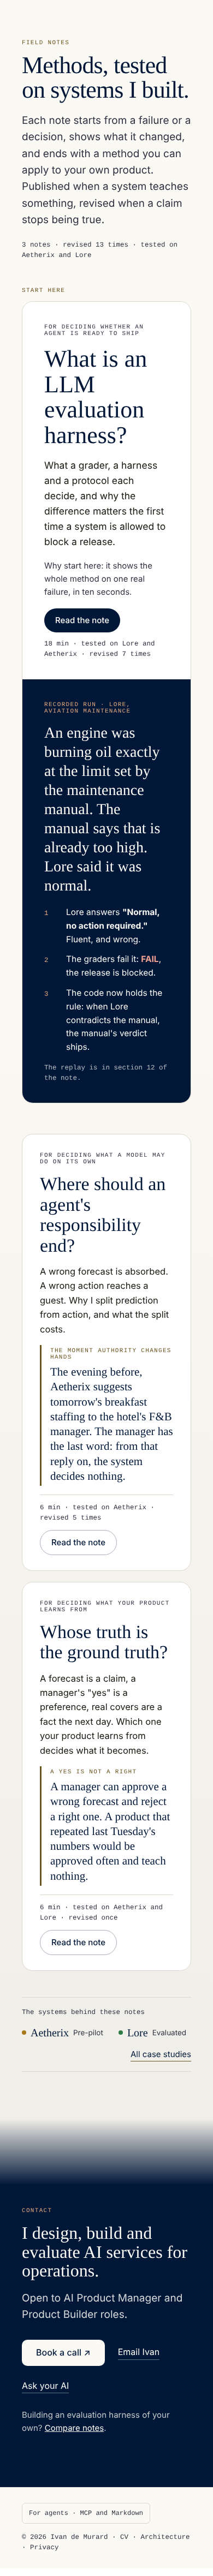 FIELD NOTES
Methods, tested
on systems I built.
Each note starts from a failure or a
decision, shows what it changed,
and ends with a method you can
apply to your own product.
Published when a system teaches
something, revised when a claim
stops being true.
3 notes · revised 13 times · tested on
Aetherix and Lore
START HERE
FOR DECIDING WHETHER AN
AGENT IS READY TO SHIP
What is an
LLM
evaluation
harness?
What a grader, a harness
and a protocol each
decide, and why the
difference matters the first
time a system is allowed to
block a release.
Why start here: it shows the
whole method on one real
failure, in ten seconds.
Read the note
18 min · tested on Lore and
Aetherix · revised 7 times
RECORDED RUN · LORE,
AVIATION MAINTENANCE
An engine was
burning oil exactly
at the limit set by
the maintenance
manual. The
manual says that is
already too high.
Lore said it was
normal.
1 Lore answers "Normal,
no action required."
Fluent, and wrong.
2 The graders fail it: FAIL,
the release is blocked.
3 The code now holds the
rule: when Lore
contradicts the manual,
the manual's verdict
ships.
The replay is in section 12 of
the note.
FOR DECIDING WHAT A MODEL MAY
DO ON ITS OWN
Where should an
agent's
responsibility
end?
A wrong forecast is absorbed.
A wrong action reaches a
guest. Why I split prediction
from action, and what the split
costs.
THE MOMENT AUTHORITY CHANGES
HANDS
The evening before,
Aetherix suggests
tomorrow's breakfast
staffing to the hotel's F&B
manager. The manager has
the last word: from that
reply on, the system
decides nothing.
6 min · tested on Aetherix ·
revised 5 times
Read the note
FOR DECIDING WHAT YOUR PRODUCT
LEARNS FROM
Whose truth is
the ground truth?
A forecast is a claim, a
manager's "yes" is a
preference, real covers are a
fact the next day. Which one
your product learns from
decides what it becomes.
A YES IS NOT A RIGHT
A manager can approve a
wrong forecast and reject
a right one. A product that
repeated last Tuesday's
numbers would be
approved often and teach
nothing.
6 min · tested on Aetherix and
Lore · revised once
Read the note
The systems behind these notes
Aetherix Pre-pilot Lore Evaluated
All case studies
CONTACT
I design, build and
evaluate AI services for
operations.
Open to AI Product Manager and
Product Builder roles.
Book a call ↗ Email Ivan
Ask your AI
Building an evaluation harness of your
own? Compare notes.
For agents · MCP and Markdown
© 2026 Ivan de Murard · CV · Architecture
· Privacy